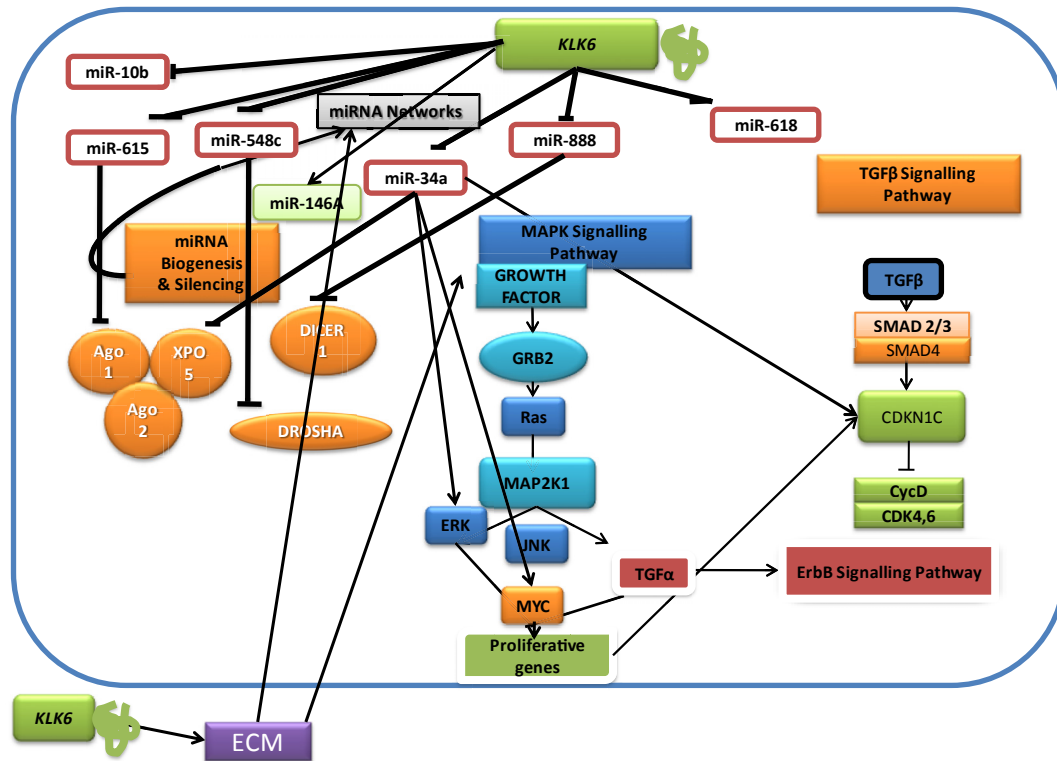 KLK6
miR-10b
miRNA Networks
miR-618
miR-615
miR-548c
miR-888
miR-34a
miR-146A
TGFβ Signalling
Pathway
miRNA
Biogenesis
& Silencing
MAPK Signalling
Pathway
GROWTH
FACTOR
TGFβ
SMAD 2/3
SMAD4
Ago
1
XPO
5
DICER
1
GRB2
Ago
2
DROSHA
Ras
CDKN1C
MAP2K1
CycD
CDK4,6
ERK
JNK
TGFα
ErbB Signalling Pathway
MYC
Proliferative
genes
KLK6
ECM